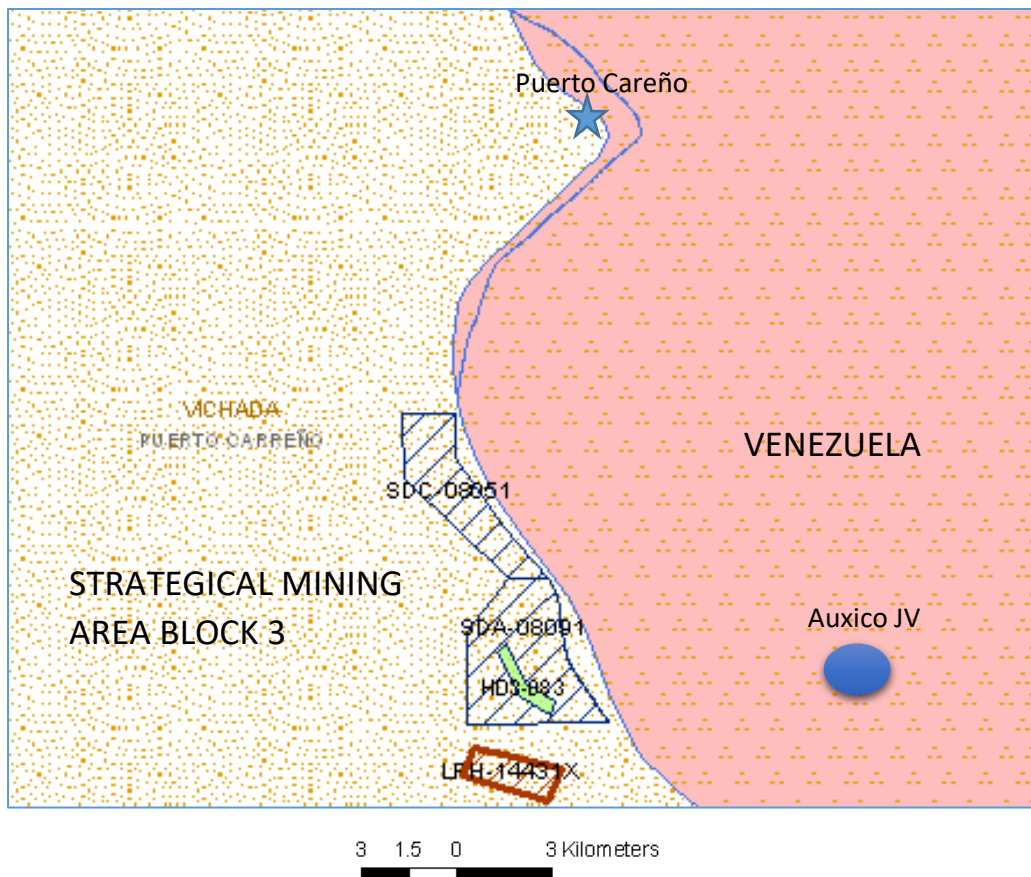 Puerto Careño
VICHADA
PUERTO CARREÑO
VENEZUELA
SDC-08051
STRATEGICAL MINING
AREA BLOCK 3
SDA-08091
Auxico JV
HD3-083
LPH-14431X
3 1.5 0 3 Kilometers